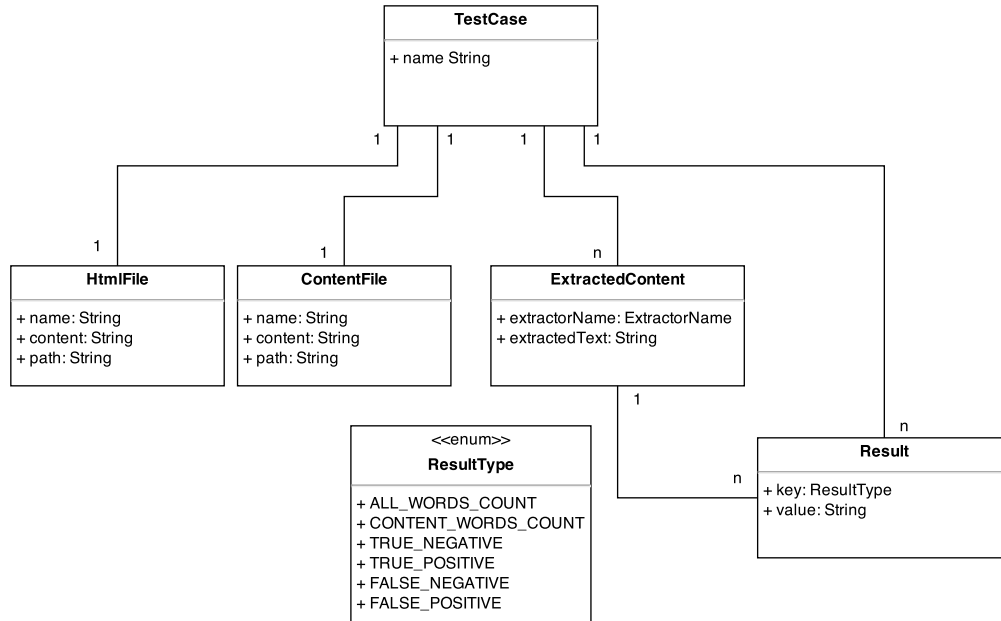 TestCase
+ name String
1
1
1
1
1
1
n
HtmlFile
+ name: String
+ content: String
+ path: String
ContentFile
+ name: String
+ content: String
+ path: String
ExtractedContent
+ extractorName: ExtractorName
+ extractedText: String
1
n
n
<<enum>>
ResultType
+ ALL_WORDS_COUNT
+ CONTENT_WORDS_COUNT
+ TRUE_NEGATIVE
+ TRUE_POSITIVE
+ FALSE_NEGATIVE
+ FALSE_POSITIVE
Result
+ key: ResultType
+ value: String